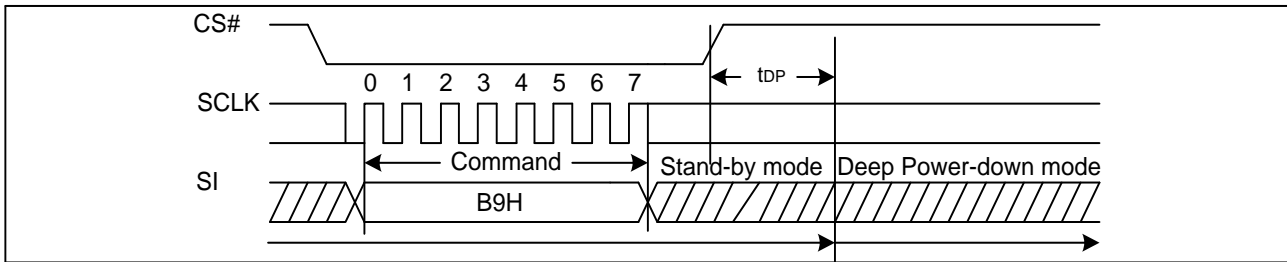 CS#
tDP
0 1 2 3 4 5 6 7
SCLK
Command
Stand-by mode Deep Power-down mode
SI
B9H